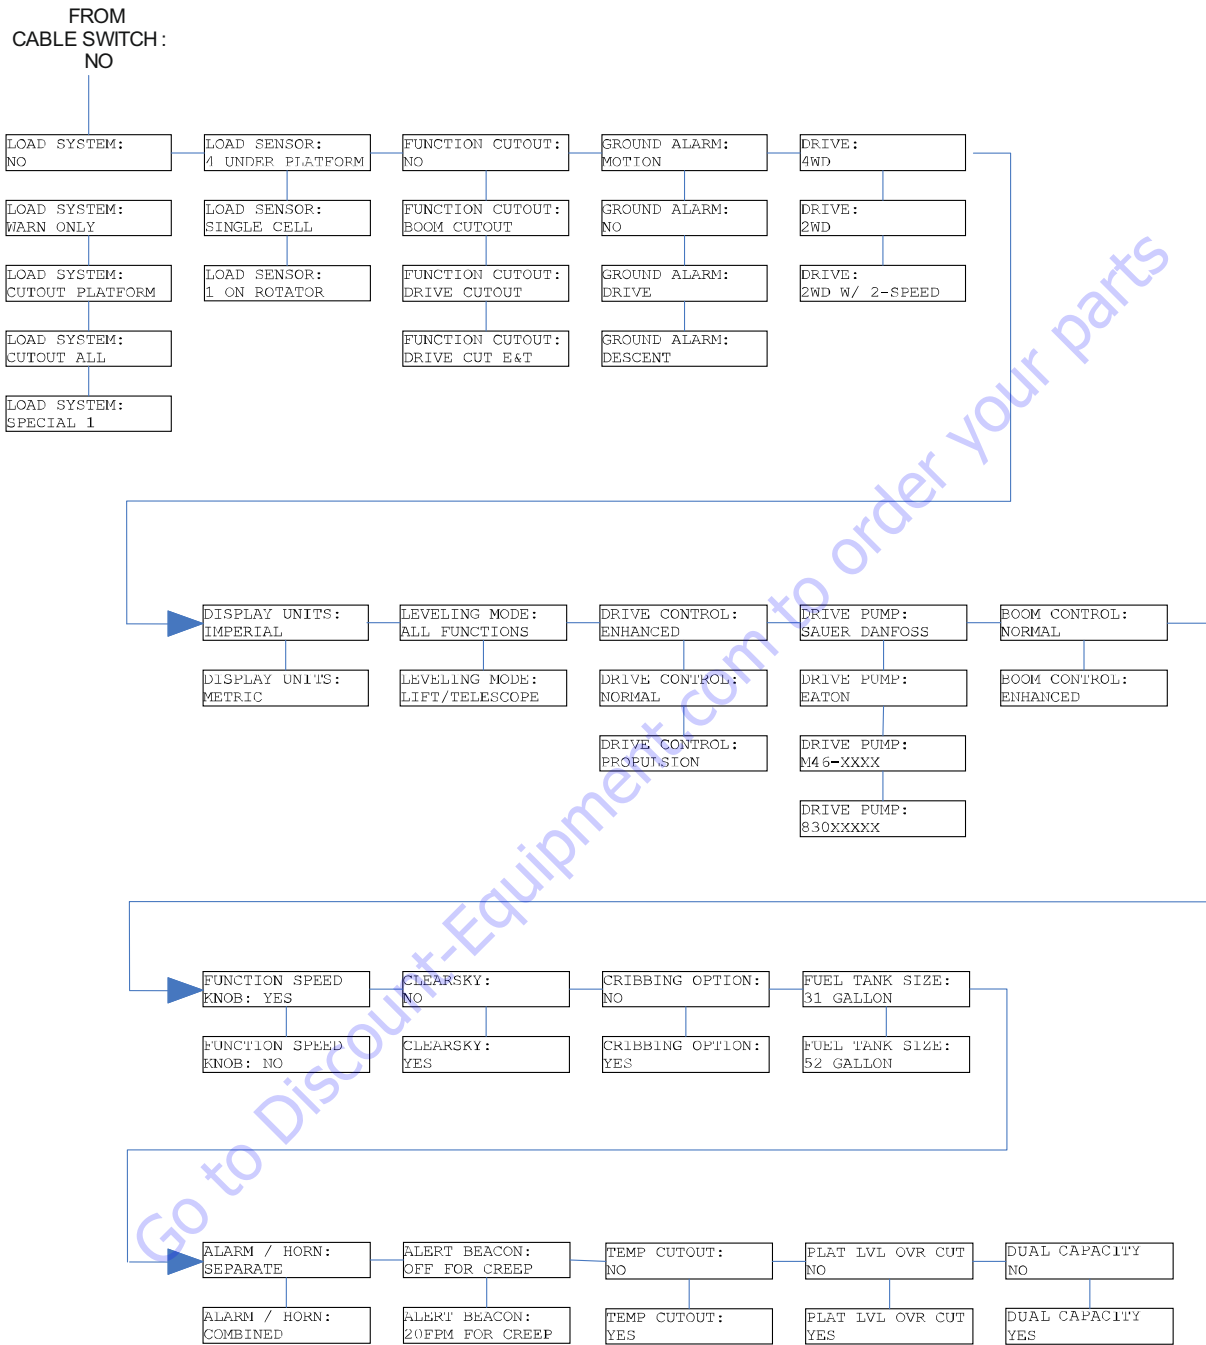 FROM
CABLE SWITCH :
NO
LOAD SYSTEM:
NO
LOAD SENSOR:
4 UNDER PLATFORM
FUNCTION CUTOUT:
NO
GROUND ALARM:
MOTION
DRIVE:
4WD
LOAD SYSTEM:
WARN ONLY
LOAD SENSOR:
SINGLE CELL
FUNCTION CUTOUT:
BOOM CUTOUT
GROUND ALARM:
NO
DRIVE:
2WD
LOAD SYSTEM:
CUTOUT PLATFORM
LOAD SENSOR:
1 ON ROTATOR
FUNCTION CUTOUT:
DRIVE CUTOUT
GROUND ALARM:
DRIVE
DRIVE:
2WD W/ 2-SPEED
LOAD SYSTEM:
CUTOUT ALL
FUNCTION CUTOUT:
DRIVE CUT E&T
GROUND ALARM:
DESCENT
LOAD SYSTEM:
SPECIAL 1
DISPLAY UNITS:
IMPERIAL
LEVELING MODE:
ALL FUNCTIONS
DRIVE CONTROL:
ENHANCED
DRIVE PUMP:
SAUER DANFOSS
BOOM CONTROL:
NORMAL
DISPLAY UNITS:
METRIC
LEVELING MODE:
LIFT/TELESCOPE
DRIVE CONTROL:
NORMAL
DRIVE PUMP:
EATON
BOOM CONTROL:
ENHANCED
DRIVE CONTROL:
PROPULSION
DRIVE PUMP:
M46-XXXX
DRIVE PUMP:
830XXXXX
FUNCTION SPEED
KNOB: YES
CLEARSKY:
NO
CRIBBING OPTION:
NO
FUEL TANK SIZE:
31 GALLON
FUNCTION SPEED
KNOB: NO
CLEARSKY:
YES
CRIBBING OPTION:
YES
FUEL TANK SIZE:
52 GALLON
ALARM / HORN:
SEPARATE
ALERT BEACON:
OFF FOR CREEP
TEMP CUTOUT:
NO
PLAT LVL OVR CUT
NO
DUAL CAPACITY
NO
ALARM / HORN:
COMBINED
ALERT BEACON:
20FPM FOR CREEP
TEMP CUTOUT:
YES
PLAT LVL OVR CUT
YES
DUAL CAPACITY
YES
Go to Discount-Equipment.com to order your parts